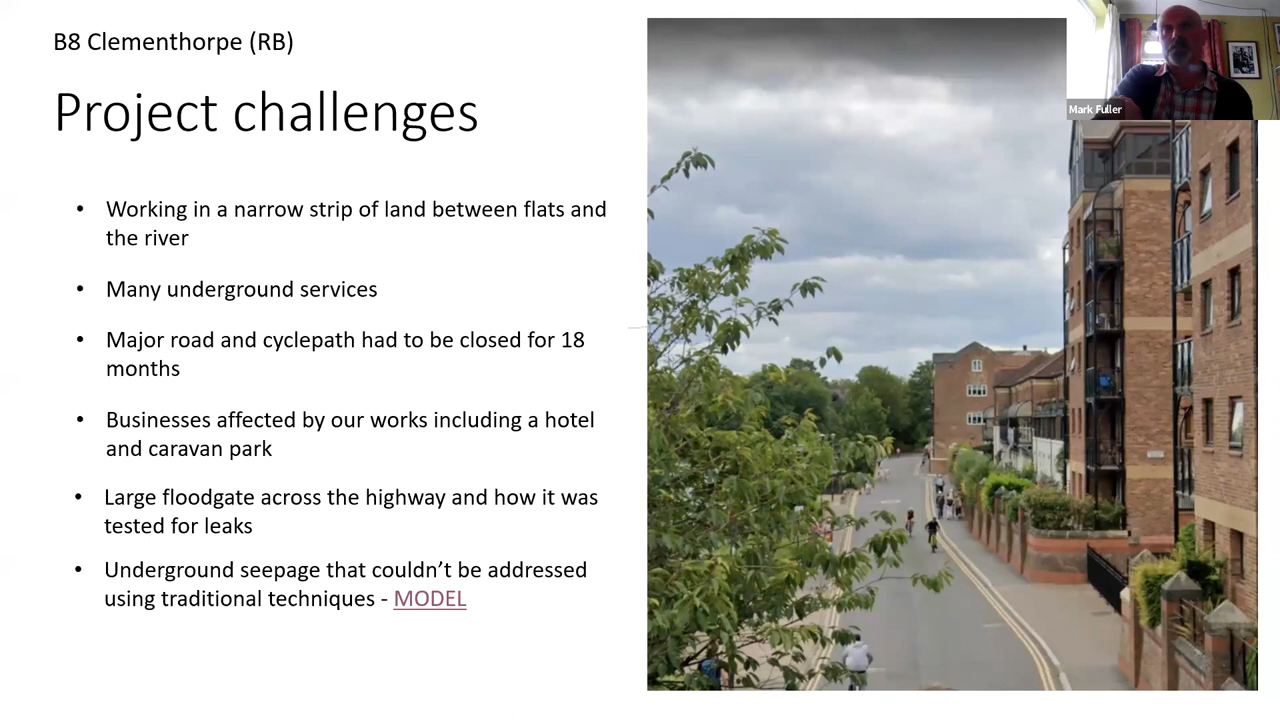 B8 Clementhorpe (RB)
Project challenges
• Working in a narrow strip of land between flats and
the river
• Many underground services
• Major road and cyclepath had to be closed for 18
months
• Businesses affected by our works including a hotel
and caravan park
• Large floodgate across the highway and how it was
tested for leaks
• Underground seepage that couldn’t be addressed
using traditional techniques - MODEL
Mark Fuller